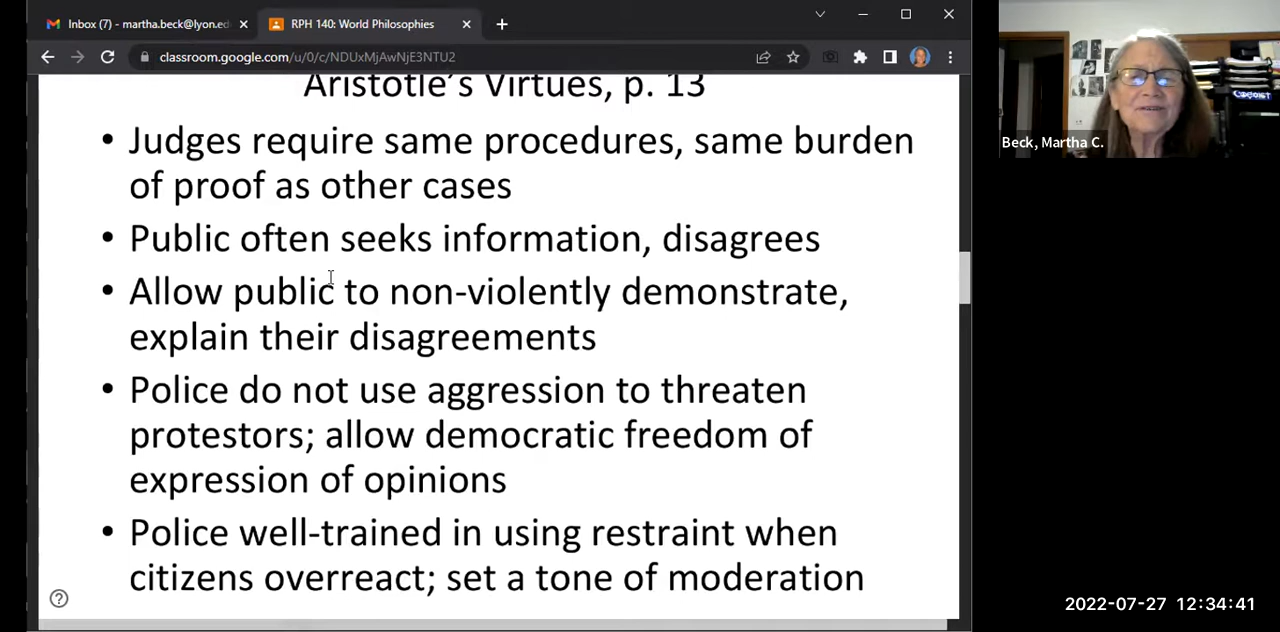 Inbox (7) - martha.beck@lyon.ed
RPH 140: World Philosophies
classroom.google.com/u/0/c/NDUxMjAwNjE3NTU2
Aristotle's Virtues, p. 13
• Judges require same procedures, same burden
of proof as other cases
• Public often seeks information, disagrees
• Allow public to non-violently demonstrate,
explain their disagreements
• Police do not use aggression to threaten
protestors; allow democratic freedom of
expression of opinions
• Police well-trained in using restraint when
citizens overreact; set a tone of moderation
Beck, Martha C.
2022-07-27 12:34:41